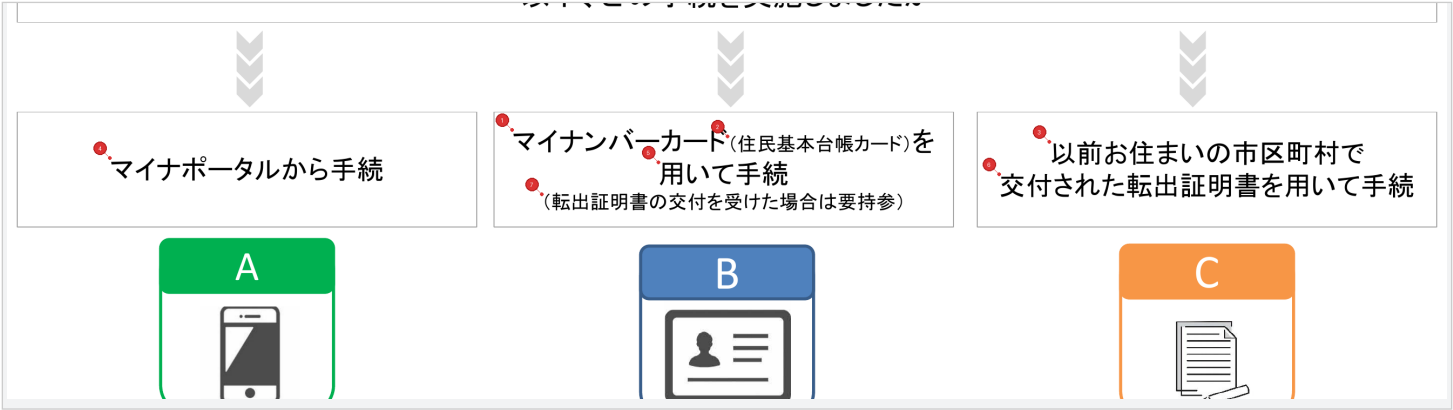 マイナポータルから手続
マイナンバーカード（住民基本台帳カード）を
用いて手続
（転出証明書の交付を受けた場合は要持参）
以前お住まいの市区町村で
交付された転出証明書を用いて手続
A
B
C